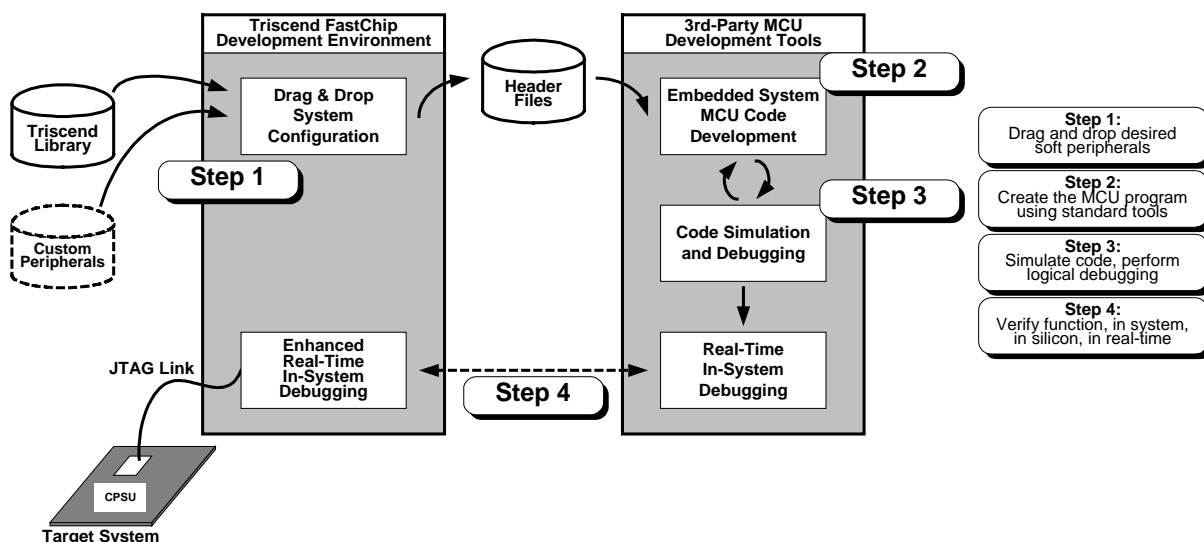 Triscend FastChip
Development Environment
3rd-Party MCU
Development Tools
Triscend
Library
Custom
Peripherals
Drag & Drop
System
Configuration
Step 1
Header
Files
Step 2
Embedded System
MCU Code
Development
Step 3
Code Simulation
and Debugging
Enhanced
Real-Time
In-System
Debugging
Step 4
Real-Time
In-System
Debugging
JTAG Link
CPSU
Target System
Step 1:
Drag and drop desired
soft peripherals
Step 2:
Create the MCU program
using standard tools
Step 3:
Simulate code, perform
logical debugging
Step 4:
Verify function, in system,
in silicon, in real-time